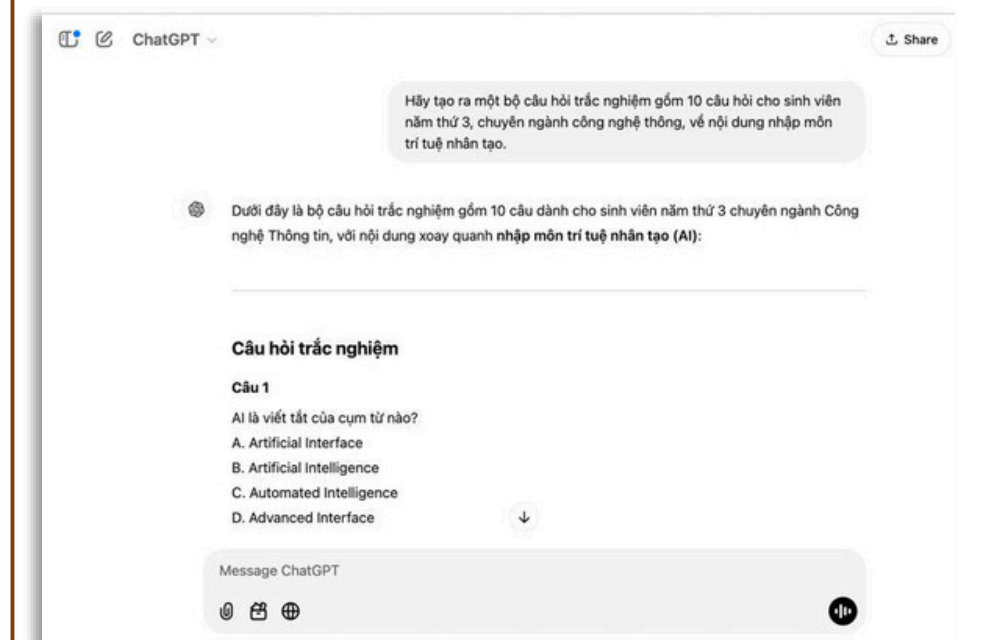 ChatGPT
Share
Hãy tạo ra một bộ câu hỏi trắc nghiệm gồm 10 câu hỏi cho sinh viên
năm thứ 3, chuyên ngành công nghệ thông, về nội dung nhập môn
trí tuệ nhân tạo.
Dưới đây là bộ câu hỏi trắc nghiệm gồm 10 câu dành cho sinh viên năm thứ 3 chuyên ngành Công
nghệ Thông tin, với nội dung xoay quanh nhập môn trí tuệ nhân tạo (AI):
Câu hỏi trắc nghiệm
Câu 1
AI là viết tắt của cụm từ nào?
A. Artificial Interface
B. Artificial Intelligence
C. Automated Intelligence
D. Advanced Interface
Message ChatGPT